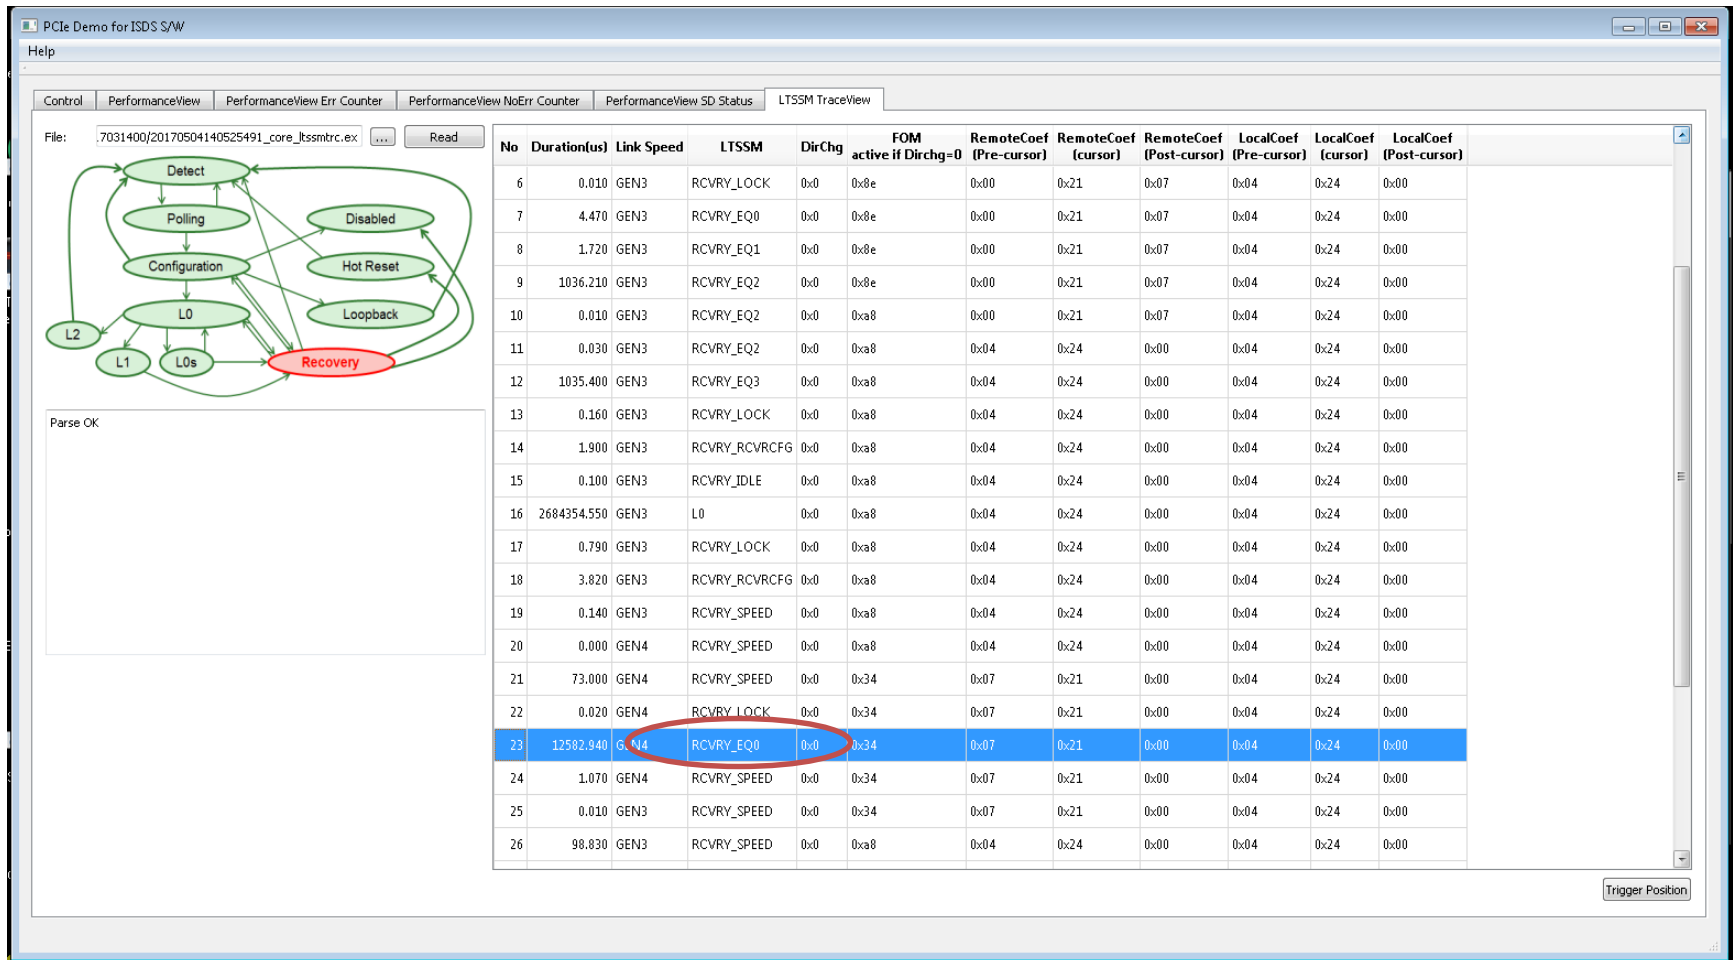 PCIe Demo for ISDS S/W
Help
Control PerformanceView PerformanceView Err Counter PerformanceView NoErr Counter PerformanceView SD Status LTSSM TraceView
File: .7031400/20170504140525491_core_ltssmtrc.ex ... Read
Detect
Polling
Disabled
Configuration
Hot Reset
L0
Loopback
L2
L1
L0s
Recovery
Parse OK
No Duration(us) Link Speed LTSSM DirChg FOM active if Dirchg=0 RemoteCoef (Pre-cursor) RemoteCoef (cursor) RemoteCoef (Post-cursor) LocalCoef (Pre-cursor) LocalCoef (cursor) LocalCoef (Post-cursor)
6 0.010 GEN3 RCVRY_LOCK 0x0 0x8e 0x00 0x21 0x07 0x04 0x24 0x00
7 4.470 GEN3 RCVRY_EQ0 0x0 0x8e 0x00 0x21 0x07 0x04 0x24 0x00
8 1.720 GEN3 RCVRY_EQ1 0x0 0x8e 0x00 0x21 0x07 0x04 0x24 0x00
9 1036.210 GEN3 RCVRY_EQ2 0x0 0x8e 0x00 0x21 0x07 0x04 0x24 0x00
10 0.010 GEN3 RCVRY_EQ2 0x0 0xa8 0x00 0x21 0x07 0x04 0x24 0x00
11 0.030 GEN3 RCVRY_EQ2 0x0 0xa8 0x04 0x24 0x00 0x04 0x24 0x00
12 1035.400 GEN3 RCVRY_EQ3 0x0 0xa8 0x04 0x24 0x00 0x04 0x24 0x00
13 0.160 GEN3 RCVRY_LOCK 0x0 0xa8 0x04 0x24 0x00 0x04 0x24 0x00
14 1.900 GEN3 RCVRY_RCVRCFG 0x0 0xa8 0x04 0x24 0x00 0x04 0x24 0x00
15 0.100 GEN3 RCVRY_IDLE 0x0 0xa8 0x04 0x24 0x00 0x04 0x24 0x00
16 2684354.550 GEN3 L0 0x0 0xa8 0x04 0x24 0x00 0x04 0x24 0x00
17 0.790 GEN3 RCVRY_LOCK 0x0 0xa8 0x04 0x24 0x00 0x04 0x24 0x00
18 3.820 GEN3 RCVRY_RCVRCFG 0x0 0xa8 0x04 0x24 0x00 0x04 0x24 0x00
19 0.140 GEN3 RCVRY_SPEED 0x0 0xa8 0x04 0x24 0x00 0x04 0x24 0x00
20 0.000 GEN4 RCVRY_SPEED 0x0 0xa8 0x04 0x24 0x00 0x04 0x24 0x00
21 73.000 GEN4 RCVRY_SPEED 0x0 0x34 0x07 0x21 0x00 0x04 0x24 0x00
22 0.020 GEN4 RCVRY_LOCK 0x0 0x34 0x07 0x21 0x00 0x04 0x24 0x00
23 12582.940 GEN4 RCVRY_EQ0 0x0 0x34 0x07 0x21 0x00 0x04 0x24 0x00
24 1.070 GEN4 RCVRY_SPEED 0x0 0x34 0x07 0x21 0x00 0x04 0x24 0x00
25 0.010 GEN3 RCVRY_SPEED 0x0 0x34 0x07 0x21 0x00 0x04 0x24 0x00
26 98.830 GEN3 RCVRY_SPEED 0x0 0xa8 0x04 0x24 0x00 0x04 0x24 0x00
Trigger Position